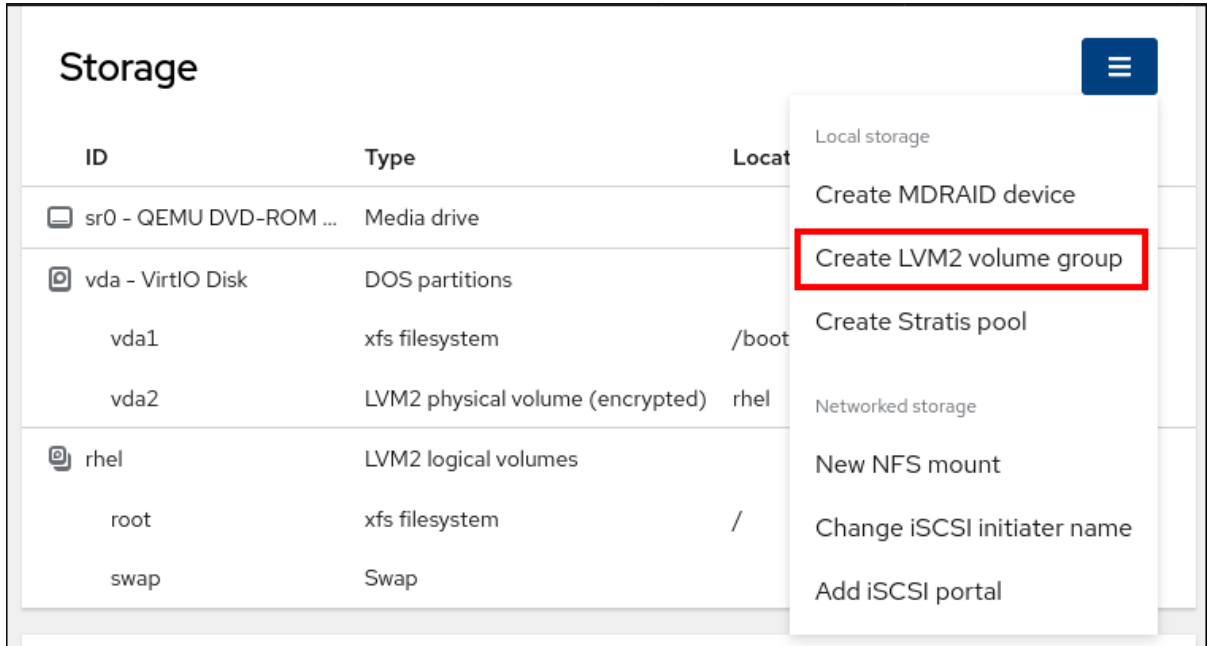 Storage
ID Type Locat
sr0 - QEMU DVD-ROM ... Media drive
vda - VirtIO Disk DOS partitions
vda1 xfs filesystem /boot
vda2 LVM2 physical volume (encrypted) rhel
rhel LVM2 logical volumes
root xfs filesystem /
swap Swap
Local storage
Create MDRAID device
Create LVM2 volume group
Create Stratis pool
Networked storage
New NFS mount
Change iSCSI initiater name
Add iSCSI portal